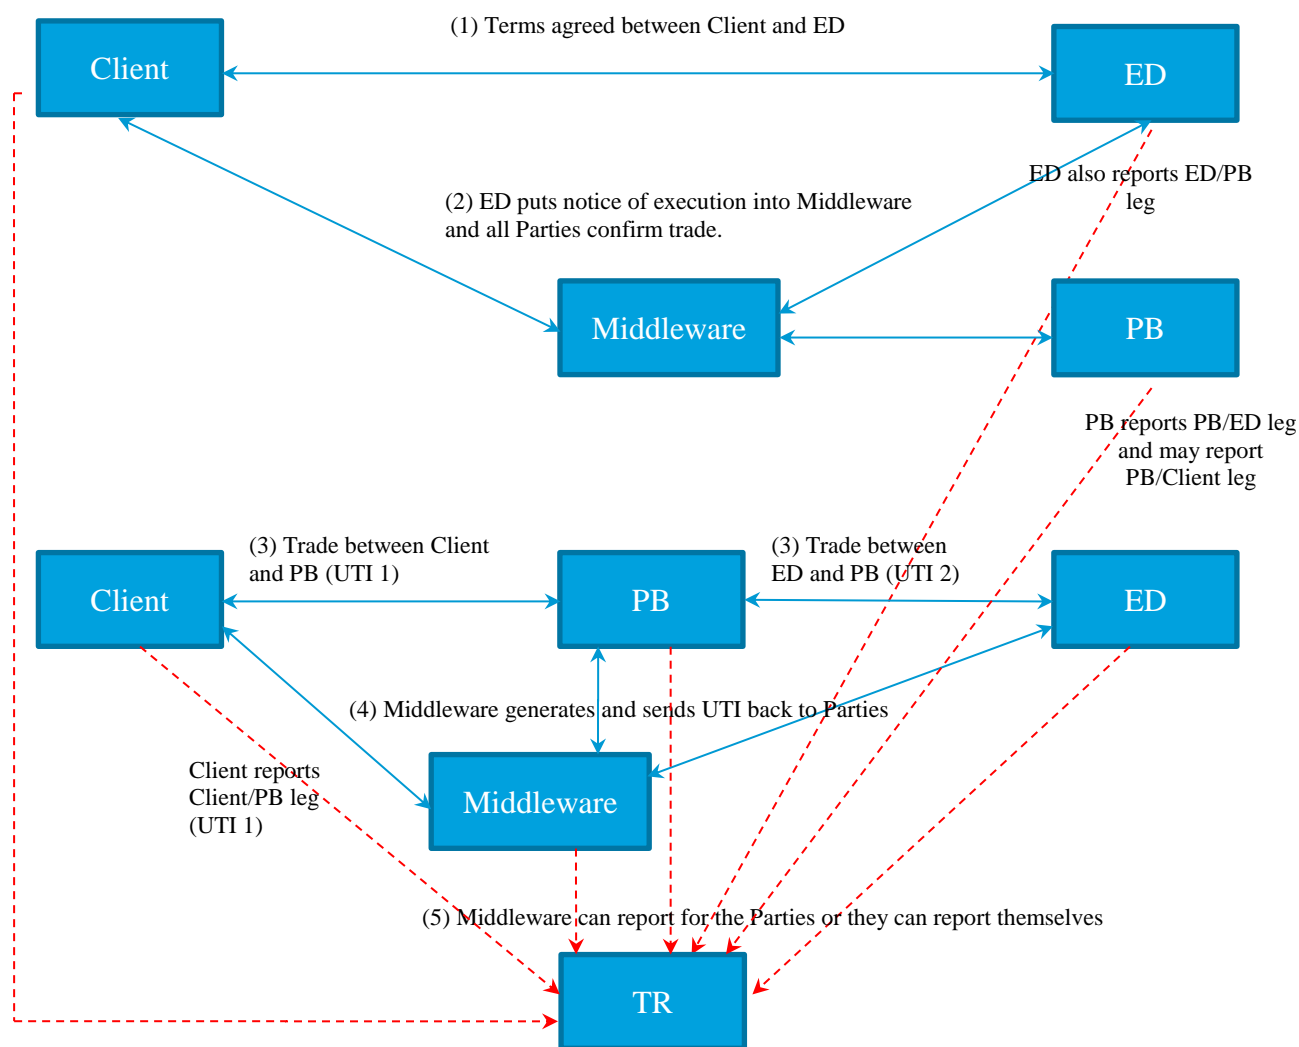 (1) Terms agreed between Client and ED
Client
ED
ED also reports ED/PB
leg
(2) ED puts notice of execution into Middleware
and all Parties confirm trade.
Middleware
PB
PB reports PB/ED leg
and may report
PB/Client leg
(3) Trade between Client
and PB (UTI 1)
(3) Trade between
ED and PB (UTI 2)
Client
PB
ED
(4) Middleware generates and sends UTI back to Parties
Client reports
Client/PB leg
(UTI 1)
Middleware
(5) Middleware can report for the Parties or they can report themselves
TR